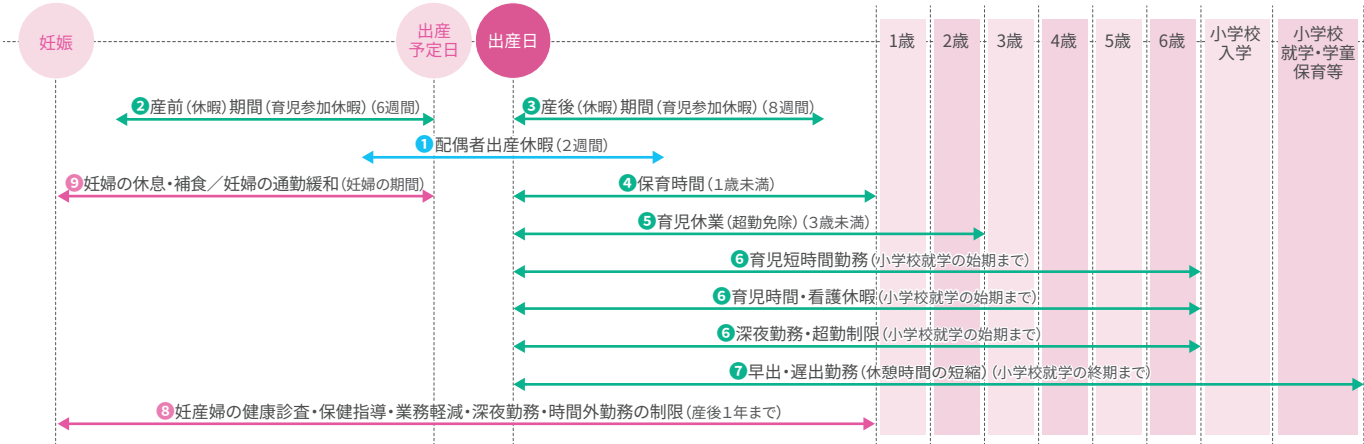 妊娠
出産
予定日
出産日
1歳
2歳
3歳
4歳
5歳
6歳
小学校
入学
小学校
就学・学童
保育等
❷産前(休暇)期間(育児参加休暇)(6週間)
❸産後(休暇)期間(育児参加休暇)(8週間)
❶配偶者出産休暇(2週間)
❾妊婦の休息・補食／妊婦の通勤緩和(妊婦の期間)
❹保育時間(1歳未満)
❺育児休業(超勤免除)(3歳未満)
❻育児短時間勤務(小学校就学の始期まで)
❻育児時間・看護休暇(小学校就学の始期まで)
❻深夜勤務・超勤制限(小学校就学の始期まで)
❼早出・遅出勤務(休憩時間の短縮)(小学校就学の終期まで)
❽妊産婦の健康診査・保健指導・業務軽減・深夜勤務・時間外勤務の制限(産後1年まで)